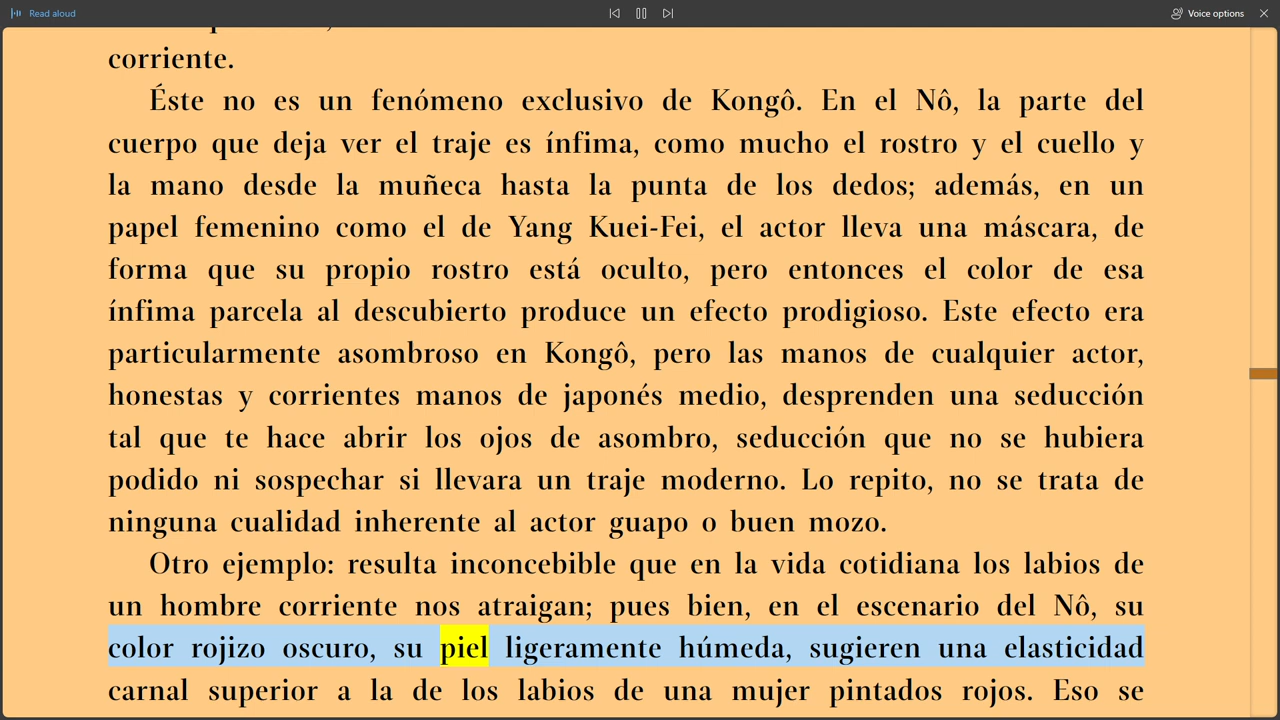 Read aloud
Voice options
corriente.
Éste no es un fenómeno exclusivo de Kongô. En el Nô, la parte del
cuerpo que deja ver el traje es ínfima, como mucho el rostro y el cuello y
la mano desde la muñeca hasta la punta de los dedos; además, en un
papel femenino como el de Yang Kuei-Fei, el actor lleva una máscara, de
forma que su propio rostro está oculto, pero entonces el color de esa
ínfima parcela al descubierto produce un efecto prodigioso. Este efecto era
particularmente asombroso en Kongô, pero las manos de cualquier actor,
honestas y corrientes manos de japonés medio, desprenden una seducción
tal que te hace abrir los ojos de asombro, seducción que no se hubiera
podido ni sospechar si llevara un traje moderno. Lo repito, no se trata de
ninguna cualidad inherente al actor guapo o buen mozo.
Otro ejemplo: resulta inconcebible que en la vida cotidiana los labios de
un hombre corriente nos atraigan; pues bien, en el escenario del Nô, su
color rojizo oscuro, su piel ligeramente húmeda, sugieren una elasticidad
carnal superior a la de los labios de una mujer pintados rojos. Eso se